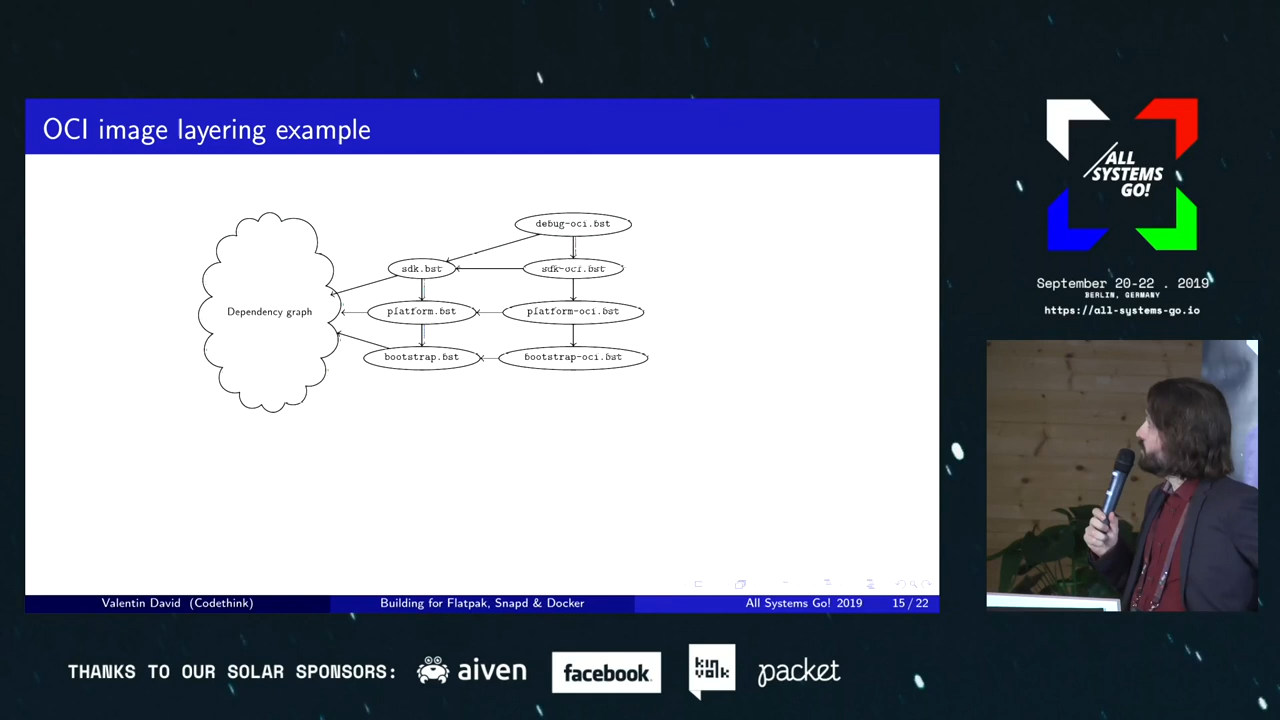 OCI image layering example
debug-oci.bst
sdk.bst
sdk-oci.bst
Dependency graph
platform.bst
platform-oci.bst
bootstrap.bst
bootstrap-oci.bst
Valentin David (Codethink)
Building for Flatpak, Snapd & Docker
All Systems Go! 2019
15 / 22
ALL
SYSTEMS
GO!
September 20-22 . 2019
BERLIN, GERMANY
https://all-systems-go.io
THANKS TO OUR SOLAR SPONSORS:
aiven
facebook
kinvolk
packet